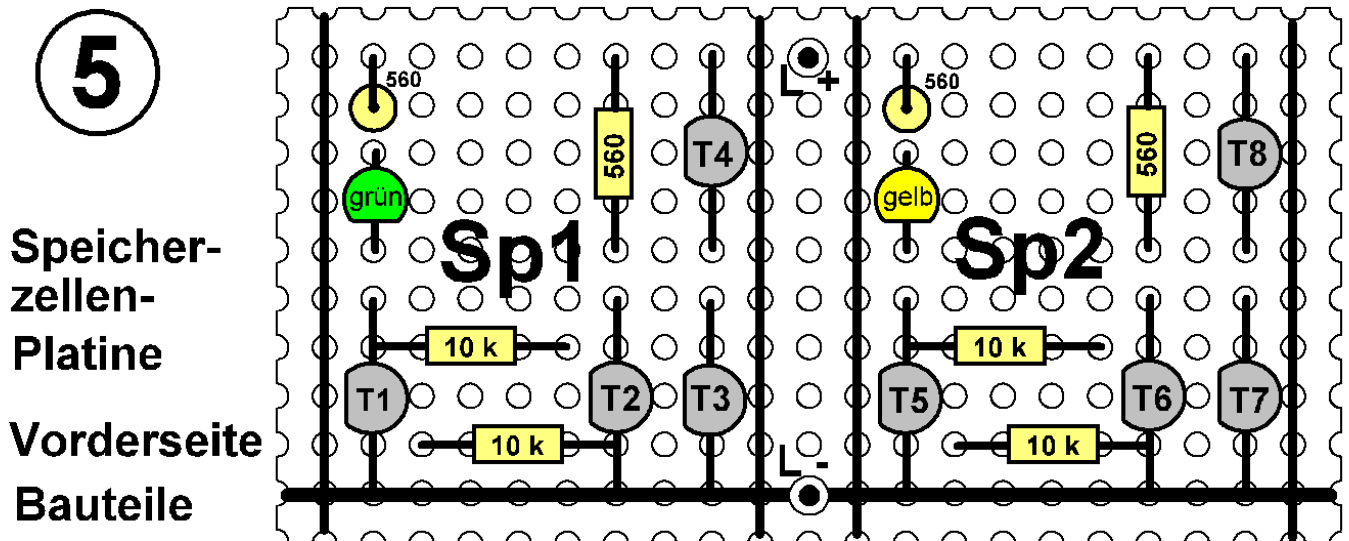 5
Speicher-
zellen-
Platine
Vorderseite
Bauteile
560
grün
560
T4
Sp1
10 k
T1
T2
T3
10 k
L+
L-
560
gelb
560
T8
Sp2
10 k
T5
T6
T7
10 k